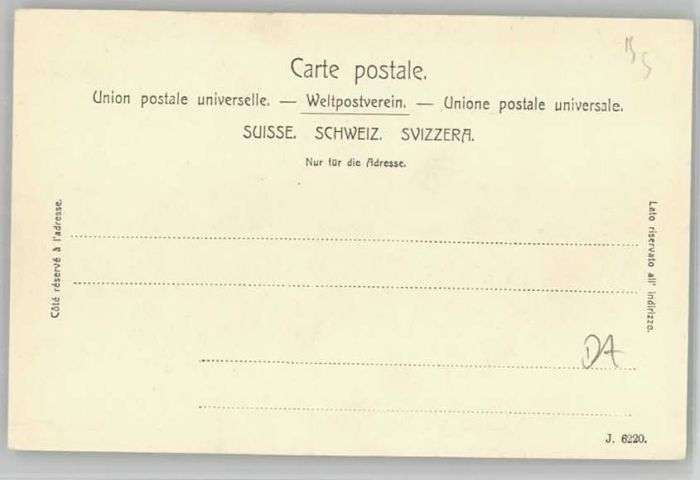 Carte postale.
Union postale universelle. — Weltpostverein. — Unione postale universale.
SUISSE. SCHWEIZ. SVIZZERA.
Nur für die Adresse.
Côté réservé à l'adresse.
Lato riservato all' indirizzo.
DA
J. 6220.